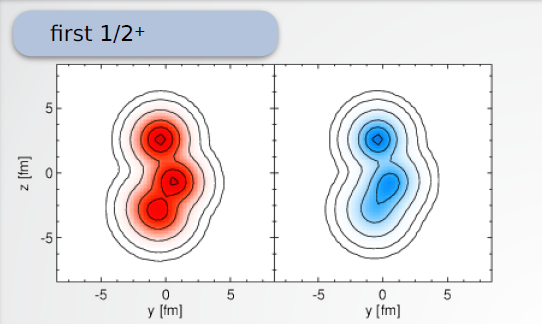 first 1/2⁺
5
0
-5
z [fm]
-5 0 5
y [fm]
-5 0 5
y [fm]